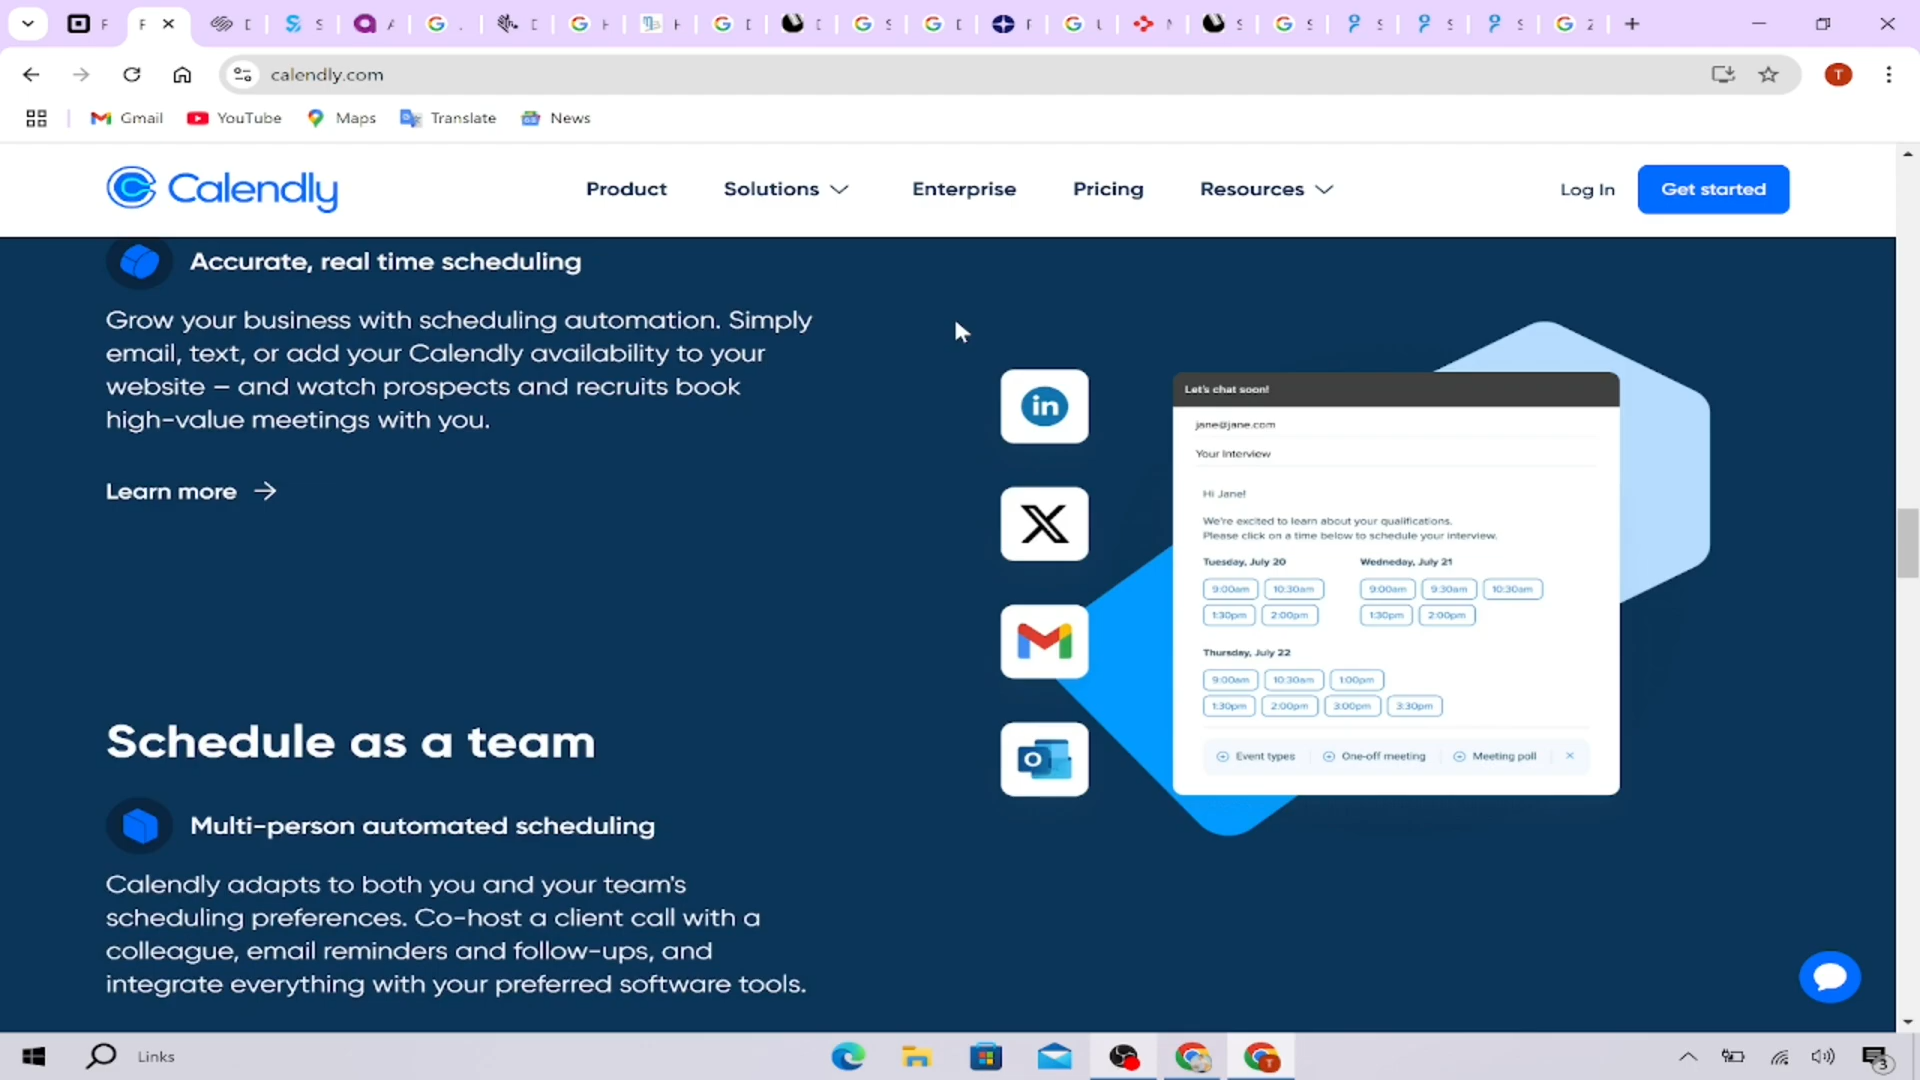 calendly.com
Gmail
YouTube
Maps
Translate
News
Calendly
Product
Solutions
Enterprise
Pricing
Resources
Log In
Get started
Accurate, real time scheduling
Grow your business with scheduling automation. Simply
email, text, or add your Calendly availability to your
website – and watch prospects and recruits book
high-value meetings with you.
Learn more →
Schedule as a team
Multi-person automated scheduling
Calendly adapts to both you and your team's
scheduling preferences. Co-host a client call with a
colleague, email reminders and follow-ups, and
integrate everything with your preferred software tools.
Let's chat soon!
jane@jane.com
Your Interview
Hi Jane!
We're excited to learn about your qualifications.
Please click on a time below to schedule your interview.
Tuesday, July 20
9:00am 10:30am
1:30pm 2:00pm
Wedneday, July 21
9:00am 9:30am 10:30am
1:30pm 2:00pm
Thursday, July 22
9:00am 10:30am 1:00pm
1:30pm 2:00pm 3:00pm 3:30pm
Event types
One-off meeting
Meeting poll
in
T
Links
3